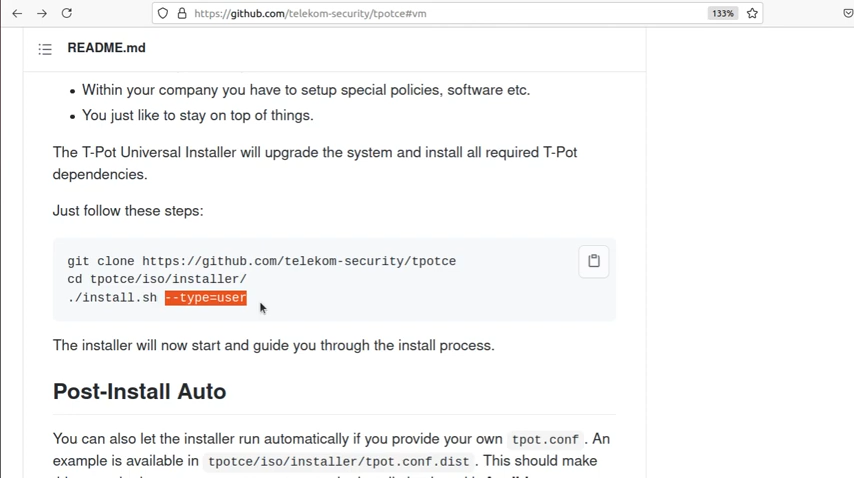 https://github.com/telekom-security/tpotce#vm
133%
README.md
• Within your company you have to setup special policies, software etc.
• You just like to stay on top of things.
The T-Pot Universal Installer will upgrade the system and install all required T-Pot
dependencies.
Just follow these steps:
git clone https://github.com/telekom-security/tpotce
cd tpotce/iso/installer/
./install.sh --type=user
The installer will now start and guide you through the install process.
Post-Install Auto
You can also let the installer run automatically if you provide your own tpot.conf . An
example is available in tpotce/iso/installer/tpot.conf.dist . This should make